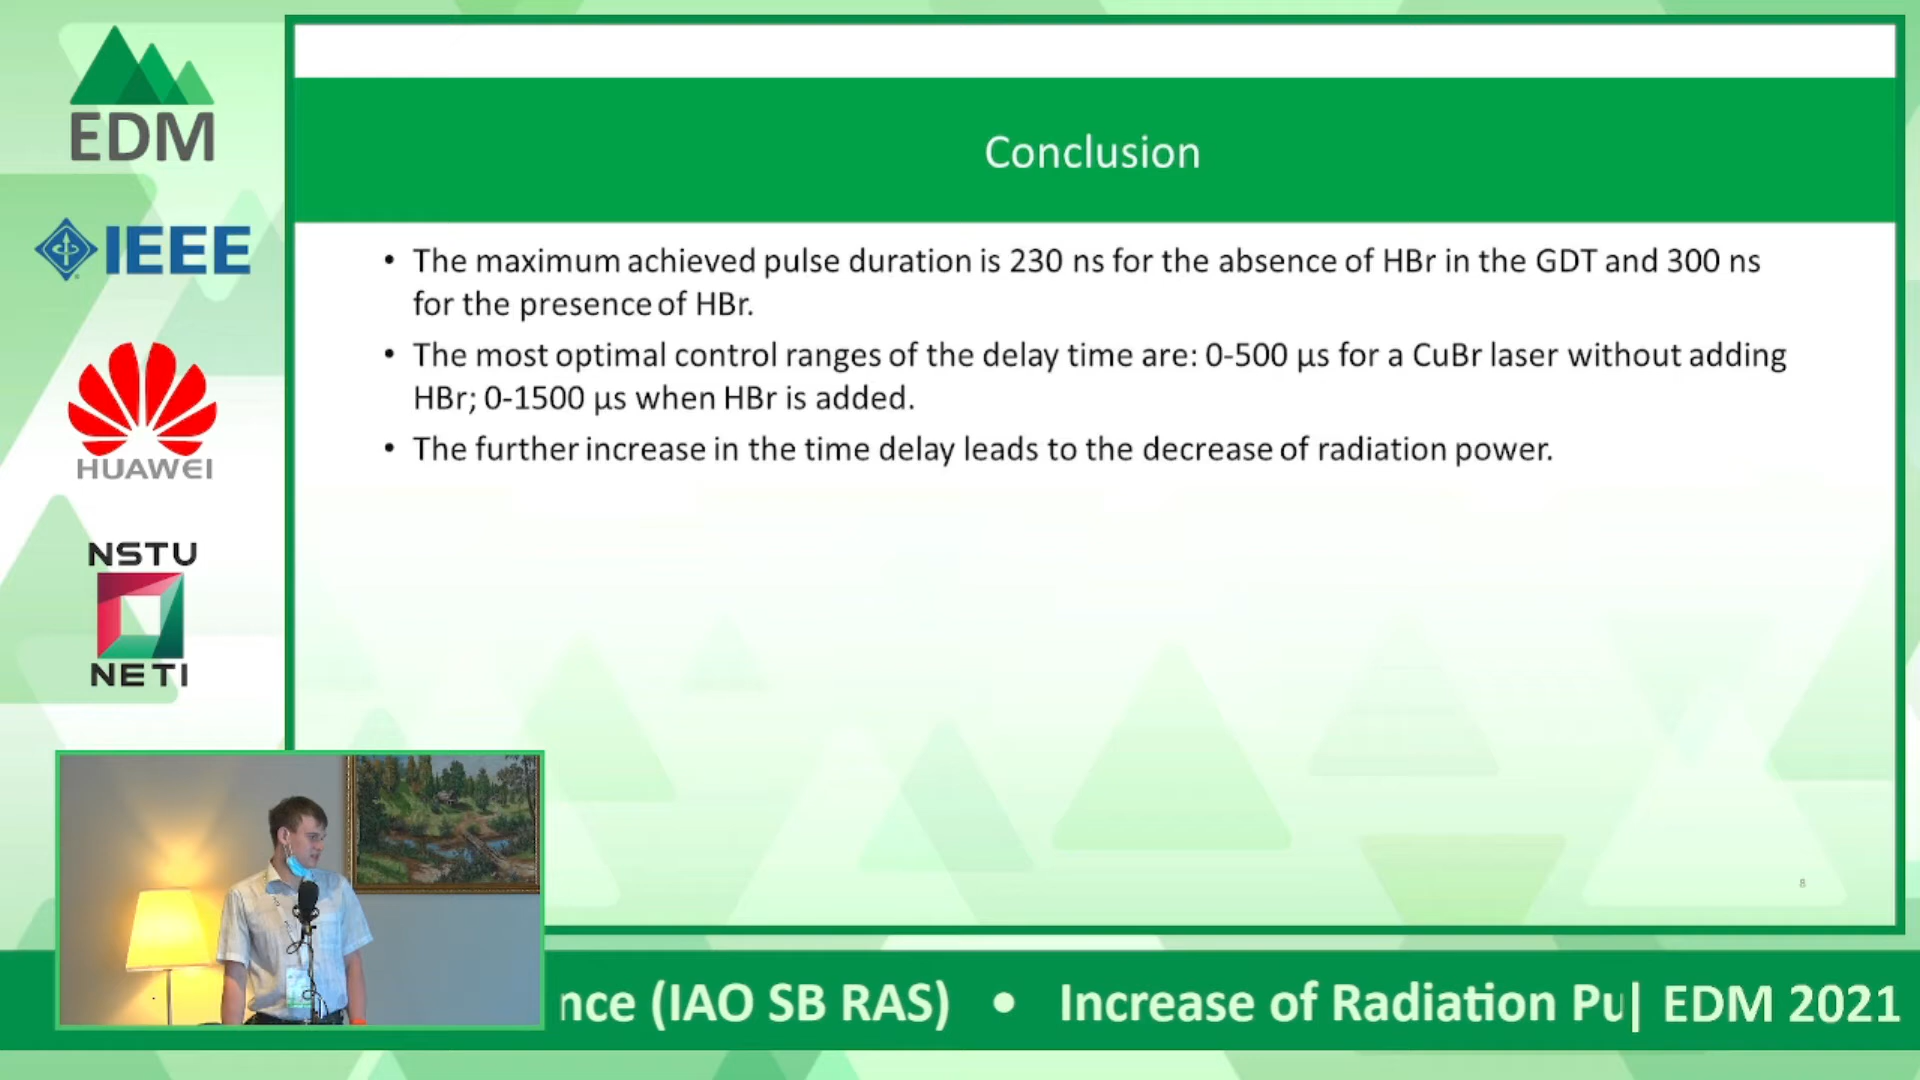 EDM
IEEE
HUAWEI
NSTU
NETI
Conclusion
• The maximum achieved pulse duration is 230 ns for the absence of HBr in the GDT and 300 ns
for the presence of HBr.
• The most optimal control ranges of the delay time are: 0-500 µs for a CuBr laser without adding
HBr; 0-1500 µs when HBr is added.
• The further increase in the time delay leads to the decrease of radiation power.
8
nce (IAO SB RAS) • Increase of Radiation Pu| EDM 2021